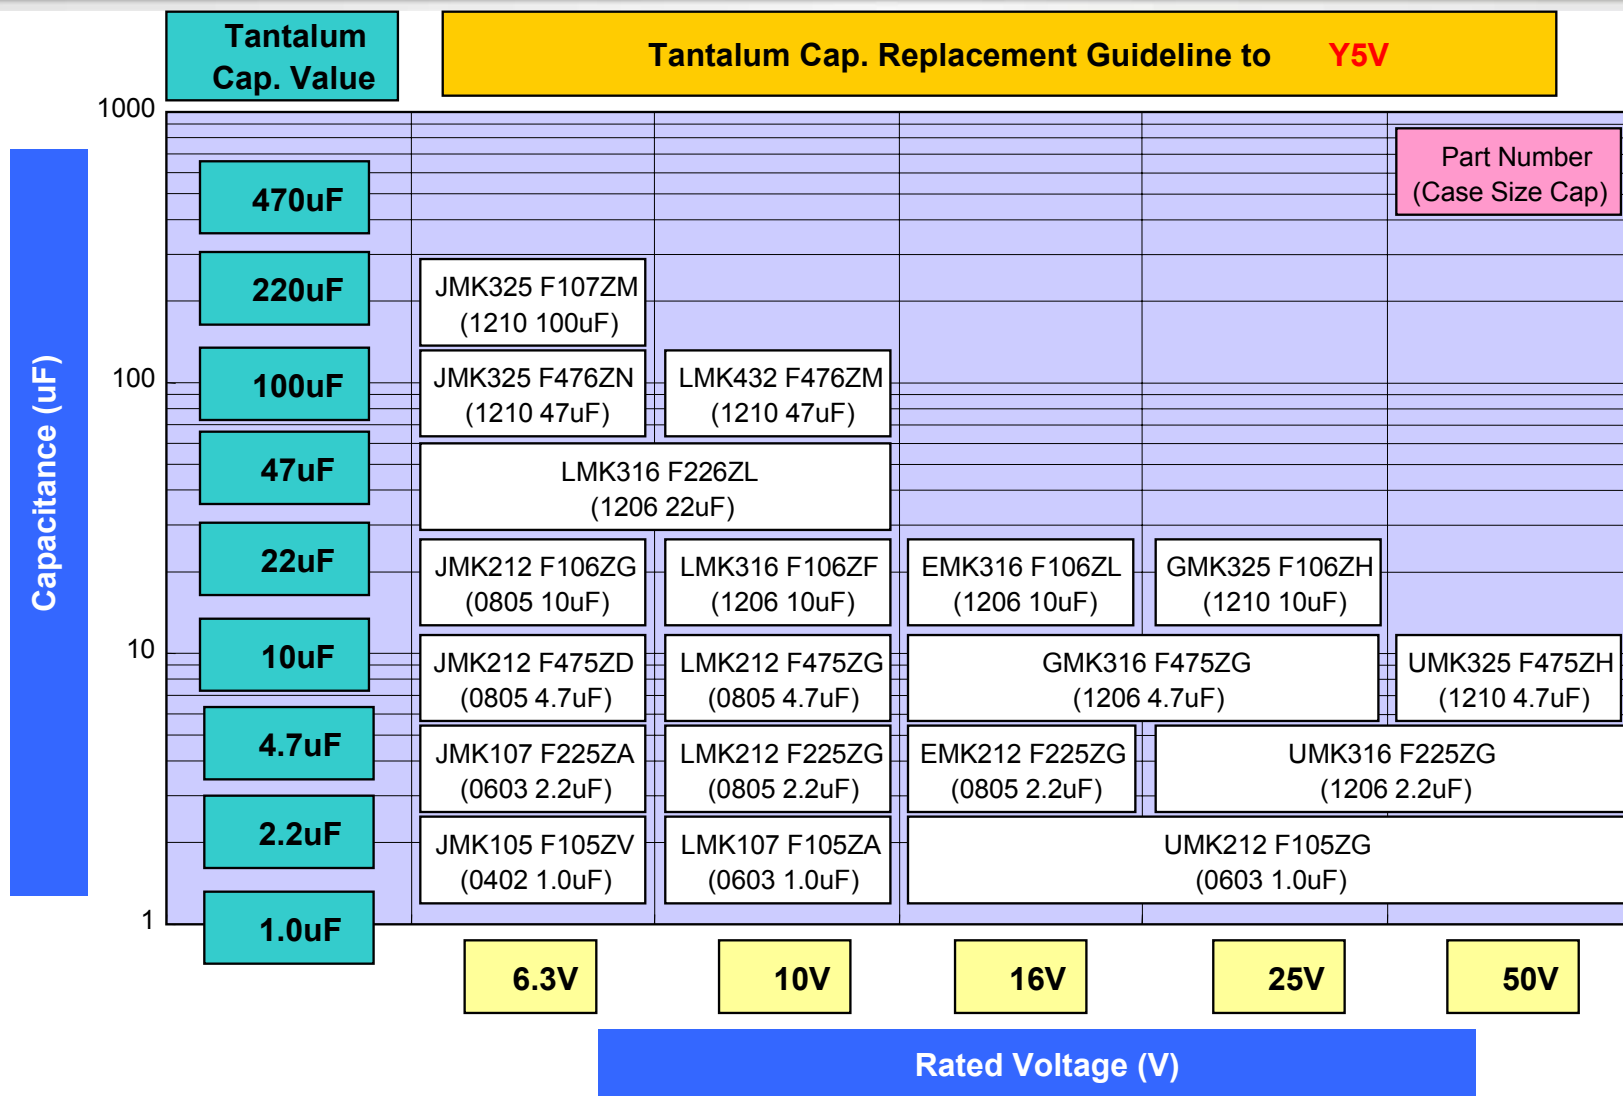 Tantalum
Cap. Value
Tantalum Cap. Replacement Guideline to Y5V
1000
Part Number
(Case Size Cap)
470uF
220uF
JMK325 F107ZM
(1210 100uF)
100
100uF
JMK325 F476ZN
(1210 47uF)
LMK432 F476ZM
(1210 47uF)
47uF
LMK316 F226ZL
(1206 22uF)
22uF
JMK212 F106ZG
(0805 10uF)
LMK316 F106ZF
(1206 10uF)
EMK316 F106ZL
(1206 10uF)
GMK325 F106ZH
(1210 10uF)
10
10uF
JMK212 F475ZD
(0805 4.7uF)
LMK212 F475ZG
(0805 4.7uF)
GMK316 F475ZG
(1206 4.7uF)
UMK325 F475ZH
(1210 4.7uF)
4.7uF
JMK107 F225ZA
(0603 2.2uF)
LMK212 F225ZG
(0805 2.2uF)
EMK212 F225ZG
(0805 2.2uF)
UMK316 F225ZG
(1206 2.2uF)
2.2uF
JMK105 F105ZV
(0402 1.0uF)
LMK107 F105ZA
(0603 1.0uF)
UMK212 F105ZG
(0603 1.0uF)
1
1.0uF
Capacitance (uF)
6.3V
10V
16V
25V
50V
Rated Voltage (V)